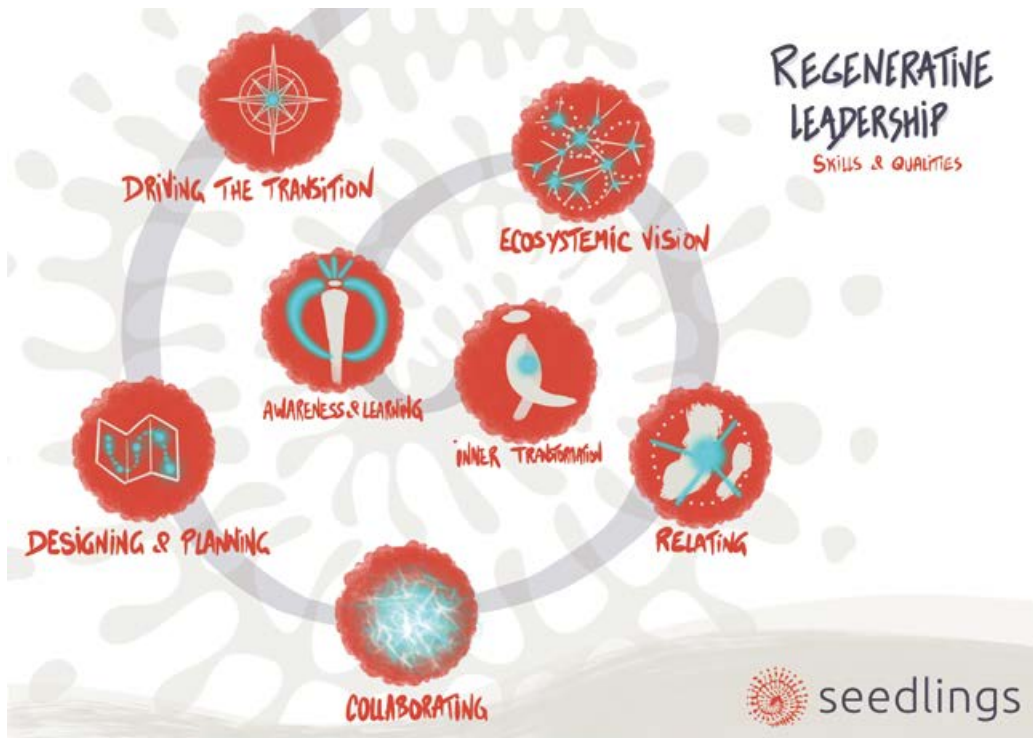 REGENERATIVE
LEADERSHIP
SKILLS & QUALITIES
DRIVING THE TRANSITION
ECOSYSTEMIC VISION
AWARENESS & LEARNING
INNER TRANSFORMATION
DESIGNING & PLANNING
RELATING
COLLABORATING
seedlings